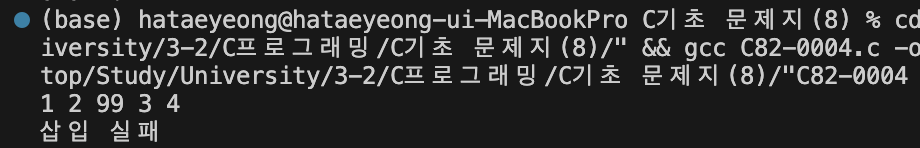 (base) hataeyeong@hataeyeong-ui-MacBookPro C기초 문제지(8) % cd
iversity/3-2/C프로그래밍/C기초 문제지(8)/" && gcc C82-0004.c -o
top/Study/University/3-2/C프로그래밍/C기초 문제지(8)/"C82-0004
1 2 99 3 4
삽입 실패